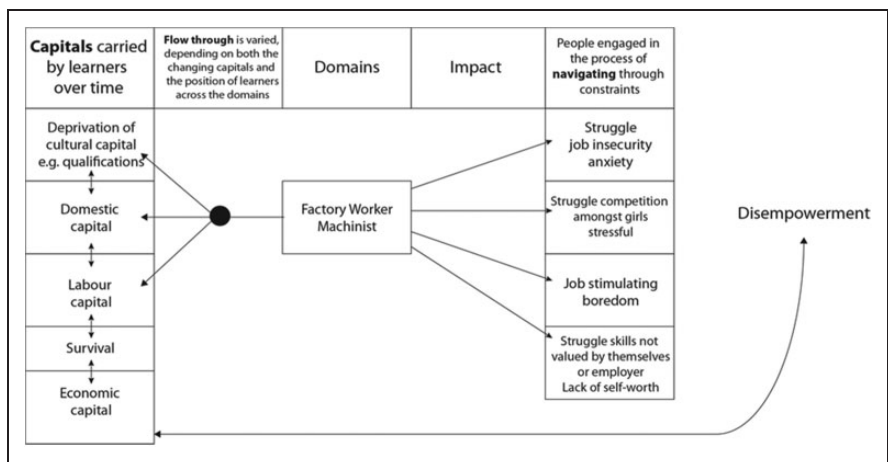 Capitals carried
by learners
over time
Flow through is varied,
depending on both the
changing capitals and
the position of learners
across the domains
Domains
Impact
People engaged in
the process of
navigating through
constraints
Deprivation of
cultural capital
e.g. qualifications
Domestic
capital
Labour
capital
Survival
Economic
capital
Factory Worker
Machinist
Struggle
job insecurity
anxiety
Struggle competition
amongst girls
stressful
Job stimulating
boredom
Struggle skills not
valued by themselves
or employer
Lack of self-worth
Disempowerment